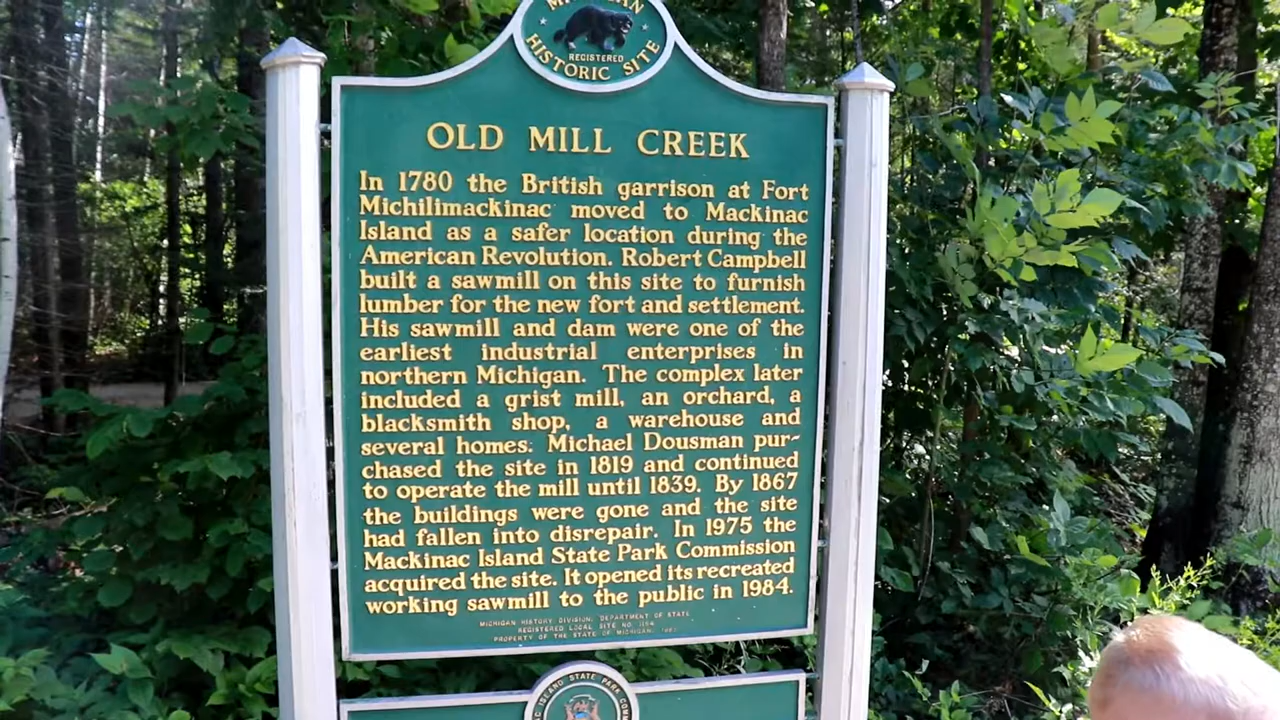 MICHIGAN
REGISTERED
HISTORIC SITE
OLD MILL CREEK
In 1780 the British garrison at Fort
Michilimackinac moved to Mackinac
Island as a safer location during the
American Revolution. Robert Campbell
built a sawmill on this site to furnish
lumber for the new fort and settlement.
His sawmill and dam were one of the
earliest industrial enterprises in
northern Michigan. The complex later
included a grist mill, an orchard, a
blacksmith shop, a warehouse and
several homes. Michael Dousman pur-
chased the site in 1819 and continued
to operate the mill until 1839. By 1867
the buildings were gone and the site
had fallen into disrepair. In 1975 the
Mackinac Island State Park Commission
acquired the site. It opened its recreated
working sawmill to the public in 1984.
MICHIGAN HISTORY DIVISION, DEPARTMENT OF STATE
REGISTERED LOCAL SITE NO.
PROPERTY OF THE STATE OF MICHIGAN,
ISLAND STATE PARK